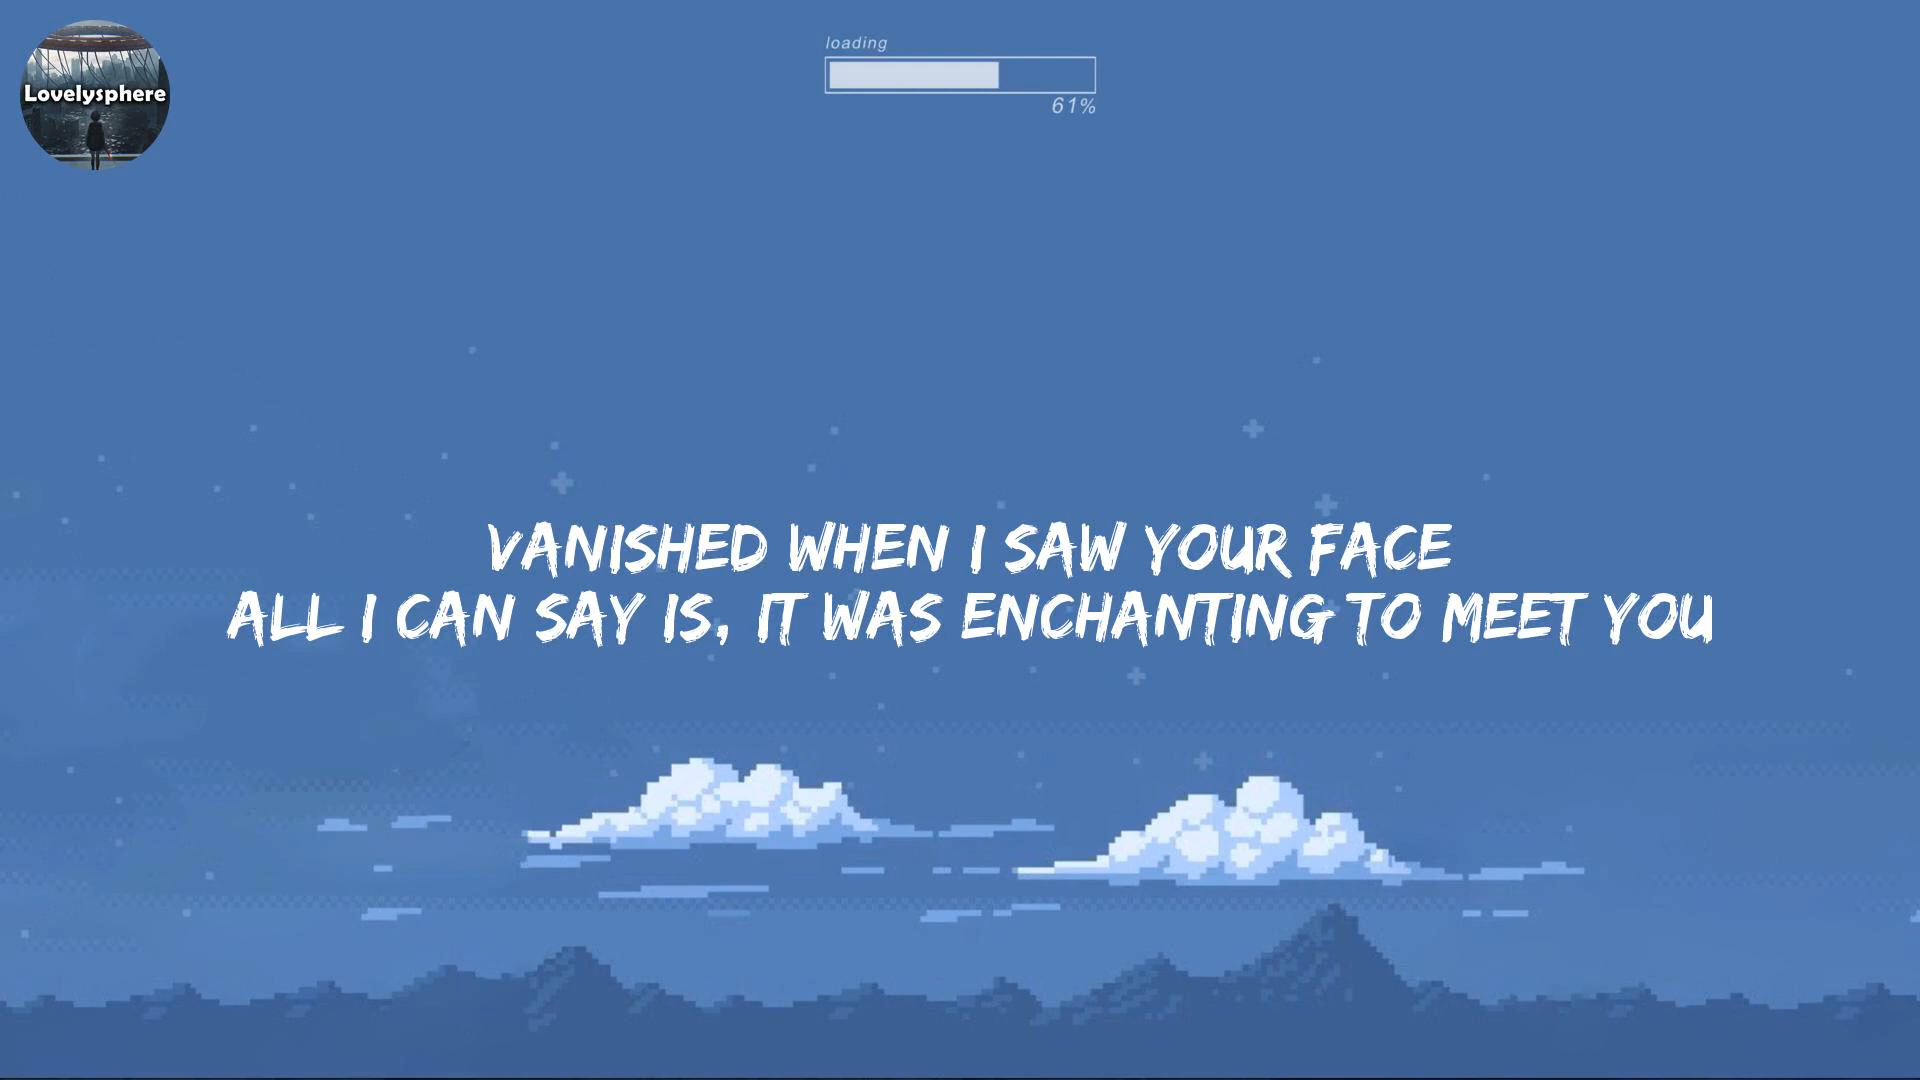 Lovelysphere
loading
61%
VANISHED WHEN I SAW YOUR FACE
ALL I CAN SAY IS, IT WAS ENCHANTING TO MEET YOU